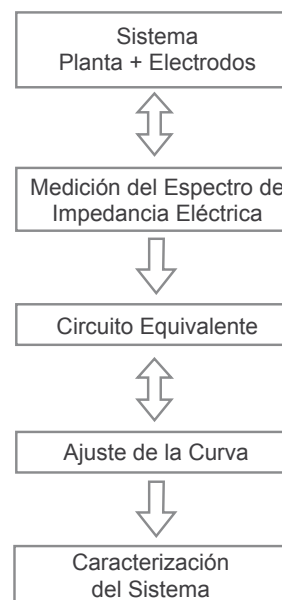 Sistema
Planta + Electrodos
Medición del Espectro de
Impedancia Eléctrica
Circuito Equivalente
Ajuste de la Curva
Caracterización
del Sistema